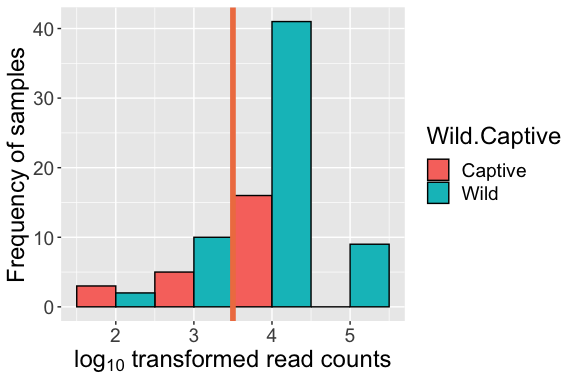 Frequency of samples
40
30
20
10
0
2 3 4 5
log₁₀ transformed read counts
Wild.Captive
Captive
Wild